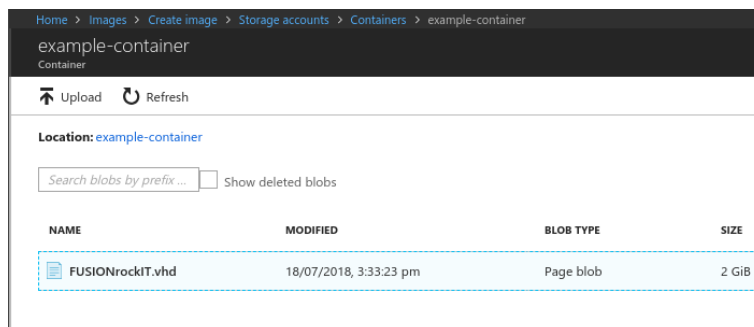 Home > Images > Create image > Storage accounts > Containers > example-container
example-container
Container
Upload Refresh
Location: example-container
Search blobs by prefix ... Show deleted blobs
NAME MODIFIED BLOB TYPE SIZE
FUSIONrockIT.vhd 18/07/2018, 3:33:23 pm Page blob 2 GiB